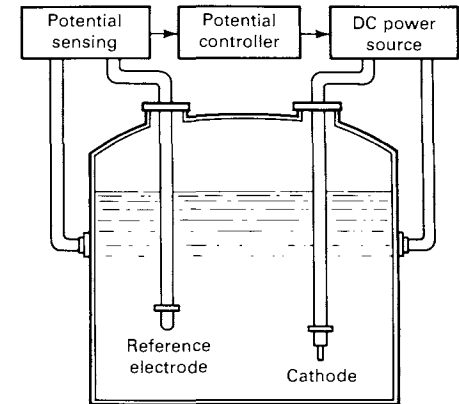 Potential
sensing
Potential
controller
DC power
source
Reference
electrode
Cathode